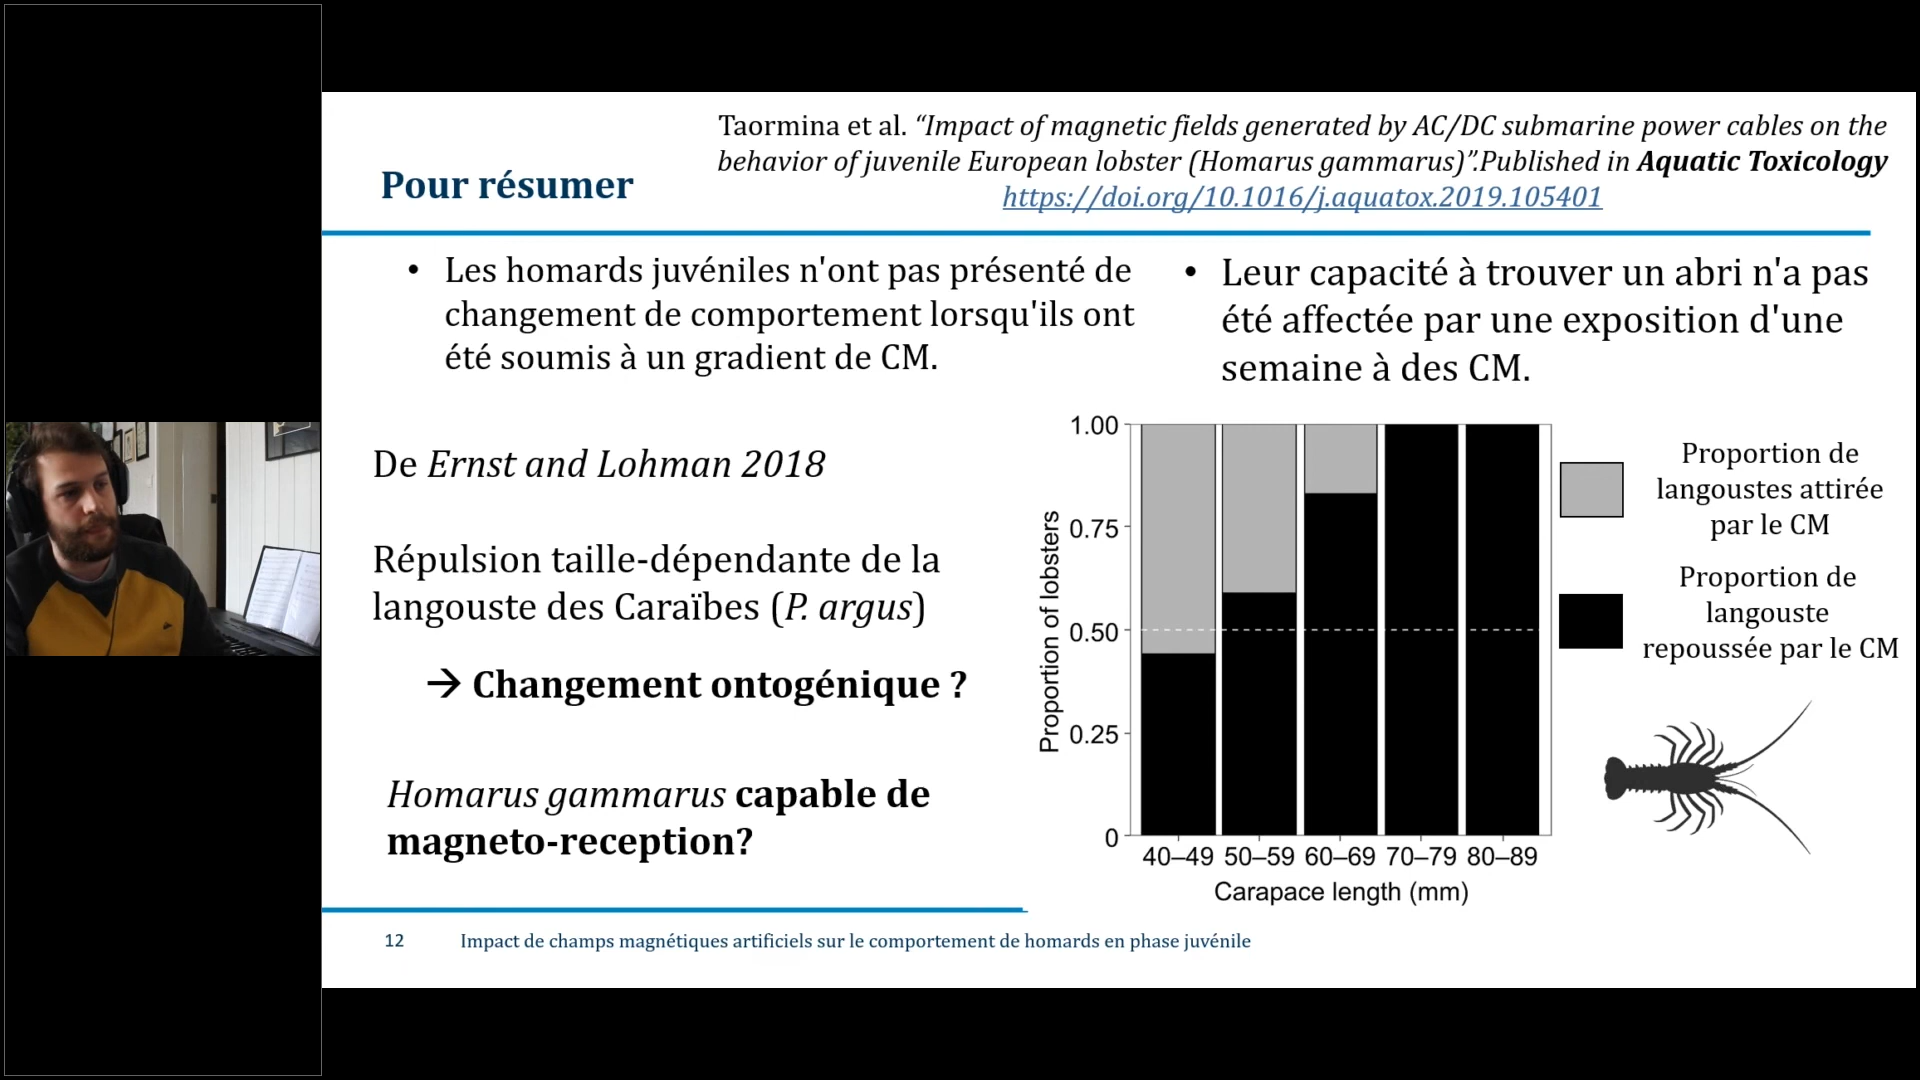 Pour résumer
Taormina et al. “Impact of magnetic fields generated by AC/DC submarine power cables on the
behavior of juvenile European lobster (Homarus gammarus)”.Published in Aquatic Toxicology
https://doi.org/10.1016/j.aquatox.2019.105401
• Les homards juvéniles n'ont pas présenté de
changement de comportement lorsqu'ils ont
été soumis à un gradient de CM.
• Leur capacité à trouver un abri n'a pas
été affectée par une exposition d'une
semaine à des CM.
De Ernst and Lohman 2018
Répulsion taille-dépendante de la
langouste des Caraïbes (P. argus)
→ Changement ontogénique ?
Homarus gammarus capable de
magneto-reception?
Proportion of lobsters
1.00
0.75
0.50
0.25
0
40–49 50–59 60–69 70–79 80–89
Carapace length (mm)
Proportion de
langoustes attirée
par le CM
Proportion de
langouste
repoussée par le CM
12 Impact de champs magnétiques artificiels sur le comportement de homards en phase juvénile